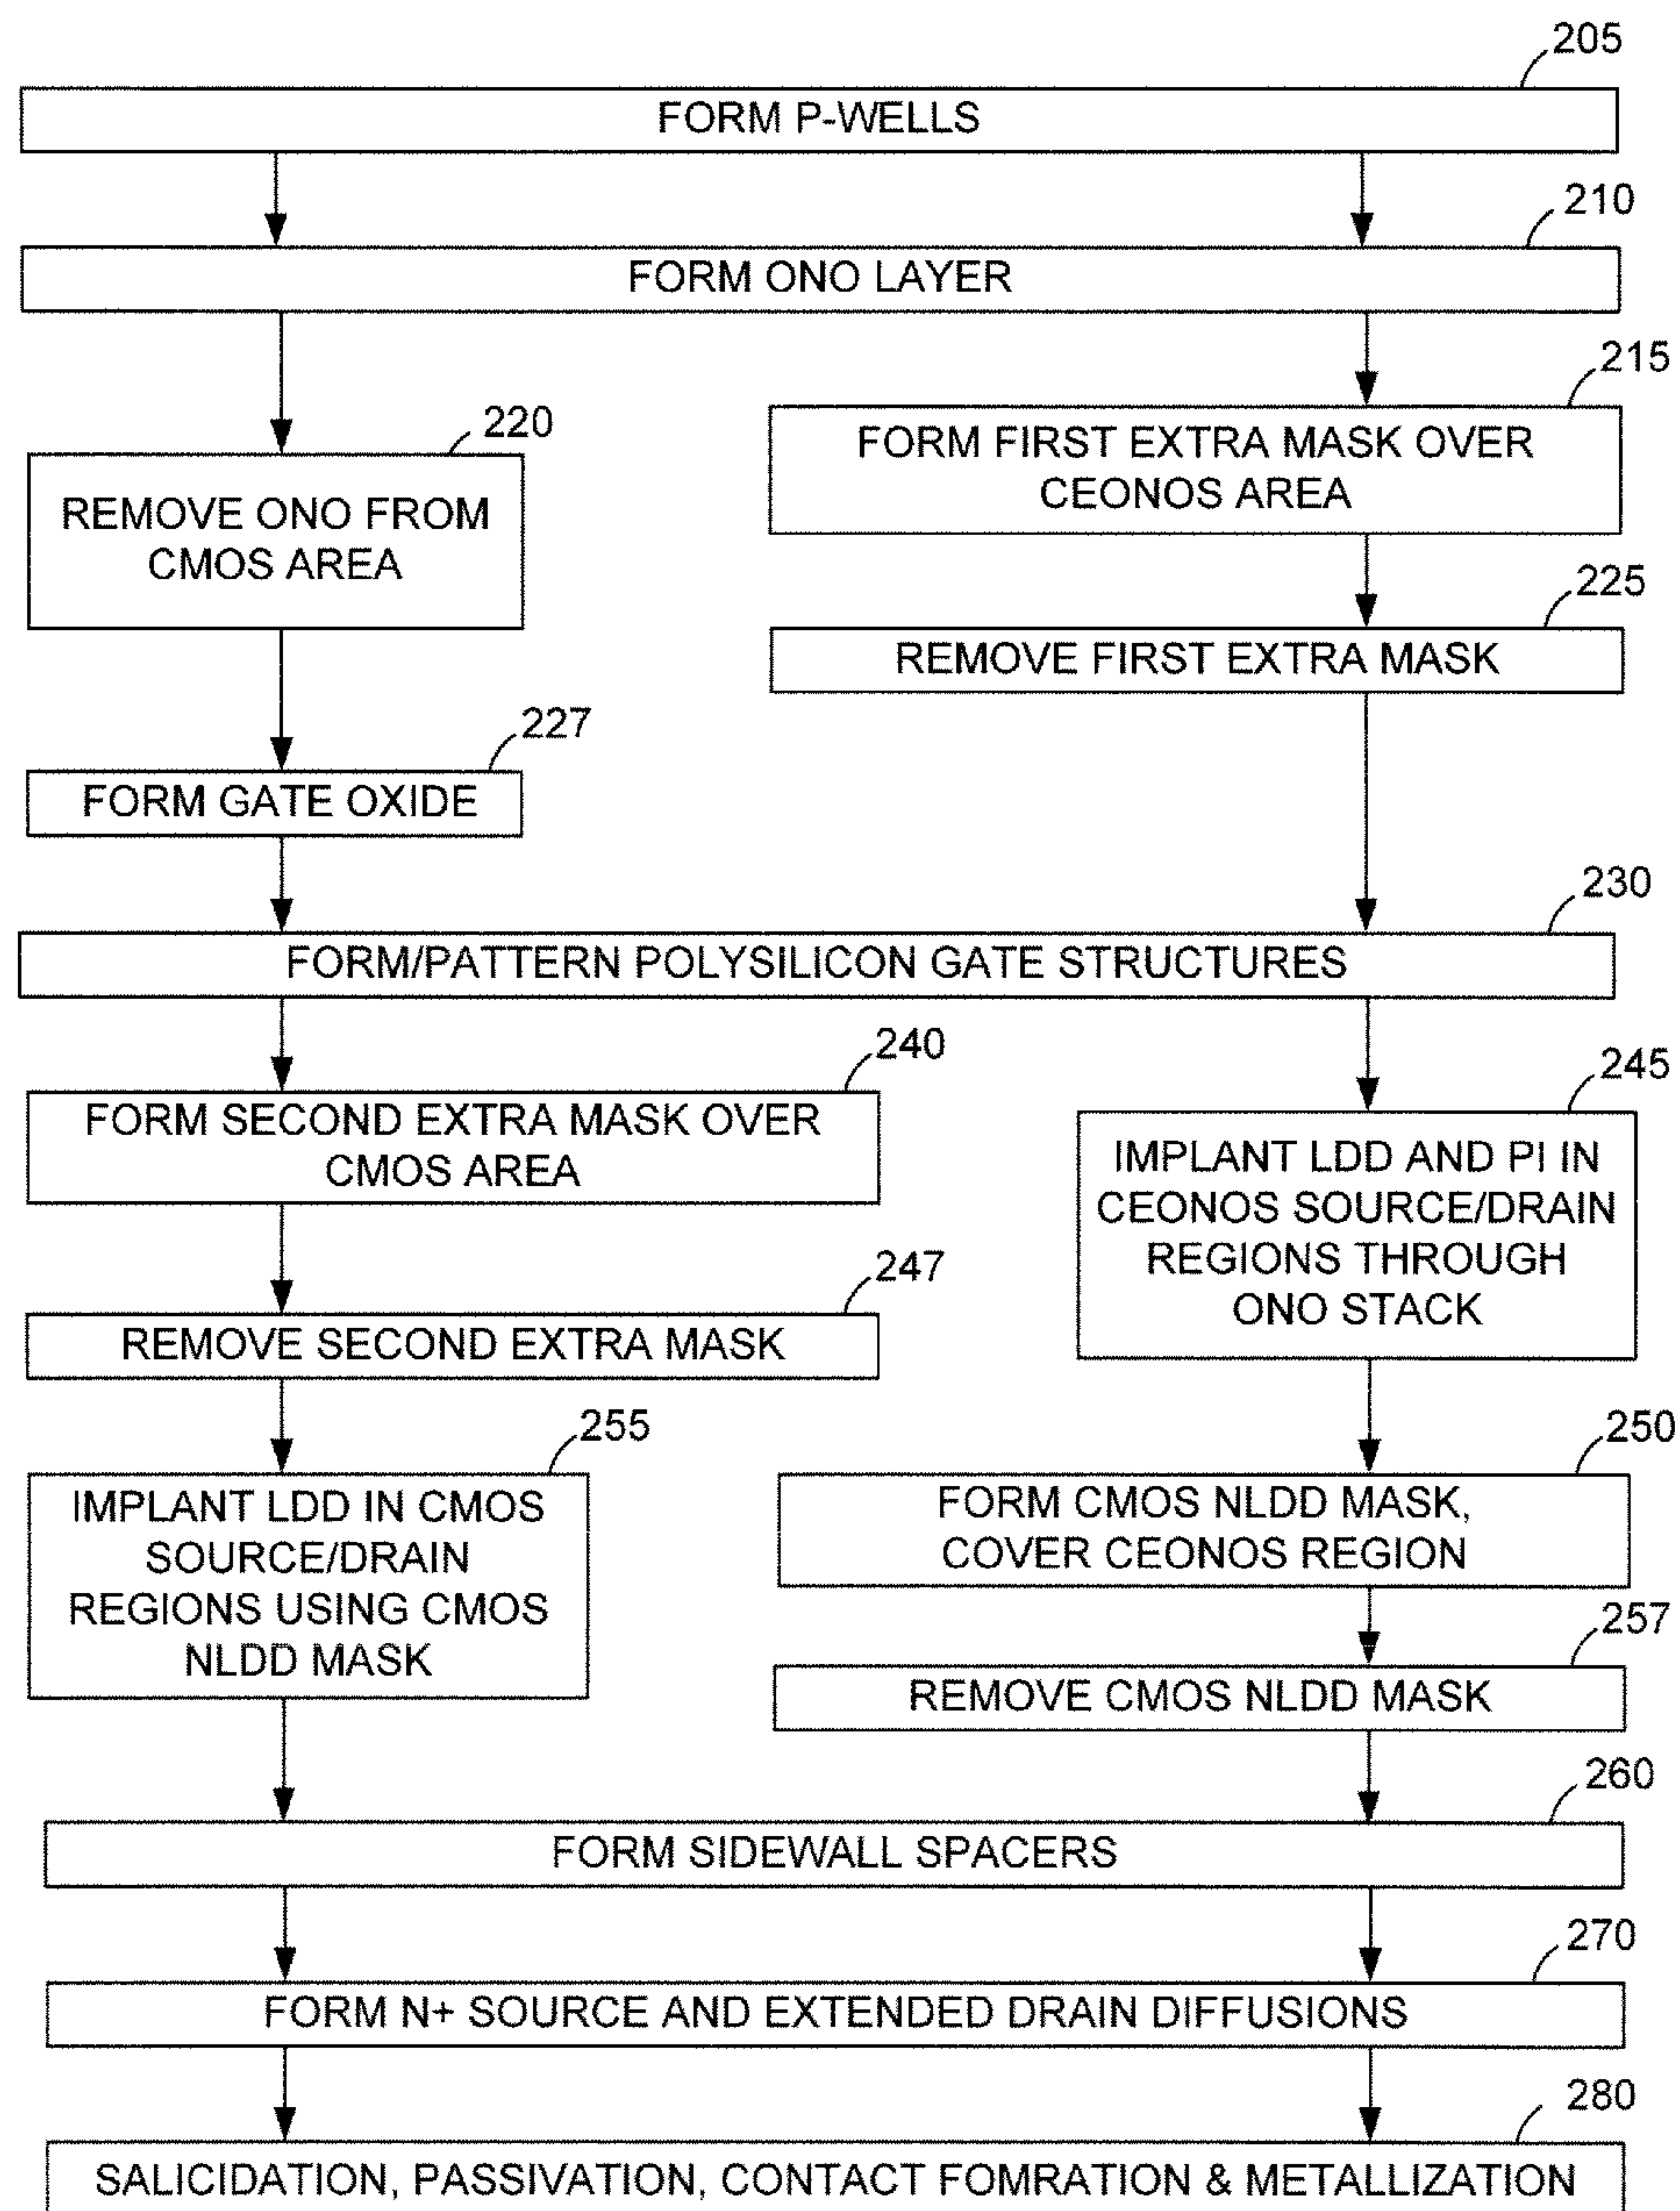 205
FORM P-WELLS
210
FORM ONO LAYER
215
FORM FIRST EXTRA MASK OVER
CEONOS AREA
220
REMOVE ONO FROM
CMOS AREA
225
REMOVE FIRST EXTRA MASK
227
FORM GATE OXIDE
230
FORM/PATTERN POLYSILICON GATE STRUCTURES
240
FORM SECOND EXTRA MASK OVER
CMOS AREA
245
IMPLANT LDD AND PI IN
CEONOS SOURCE/DRAIN
REGIONS THROUGH
ONO STACK
247
REMOVE SECOND EXTRA MASK
250
FORM CMOS NLDD MASK,
COVER CEONOS REGION
255
IMPLANT LDD IN CMOS
SOURCE/DRAIN
REGIONS USING CMOS
NLDD MASK
257
REMOVE CMOS NLDD MASK
260
FORM SIDEWALL SPACERS
270
FORM N+ SOURCE AND EXTENDED DRAIN DIFFUSIONS
280
SALICIDATION, PASSIVATION, CONTACT FOMRATION & METALLIZATION